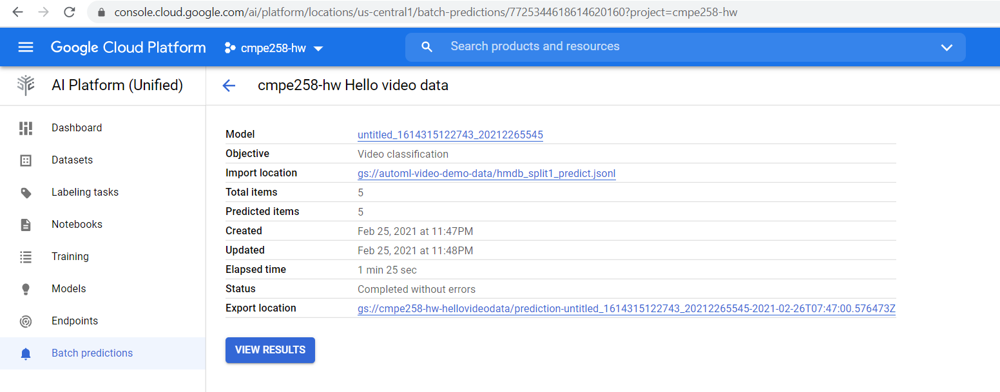 console.cloud.google.com/ai/platform/locations/us-central1/batch-predictions/7725344618614620160?project=cmpe258-hw
Google Cloud Platform
cmpe258-hw
Search products and resources
AI Platform (Unified)
cmpe258-hw Hello video data
Dashboard
Datasets
Labeling tasks
Notebooks
Training
Models
Endpoints
Batch predictions
Model untitled_1614315122743_20212265545
Objective Video classification
Import location gs://automl-video-demo-data/hmdb_split1_predict.jsonl
Total items 5
Predicted items 5
Created Feb 25, 2021 at 11:47PM
Updated Feb 25, 2021 at 11:48PM
Elapsed time 1 min 25 sec
Status Completed without errors
Export location gs://cmpe258-hw-hellovideodata/prediction-untitled_1614315122743_20212265545-2021-02-26T07:47:00.576473Z
VIEW RESULTS